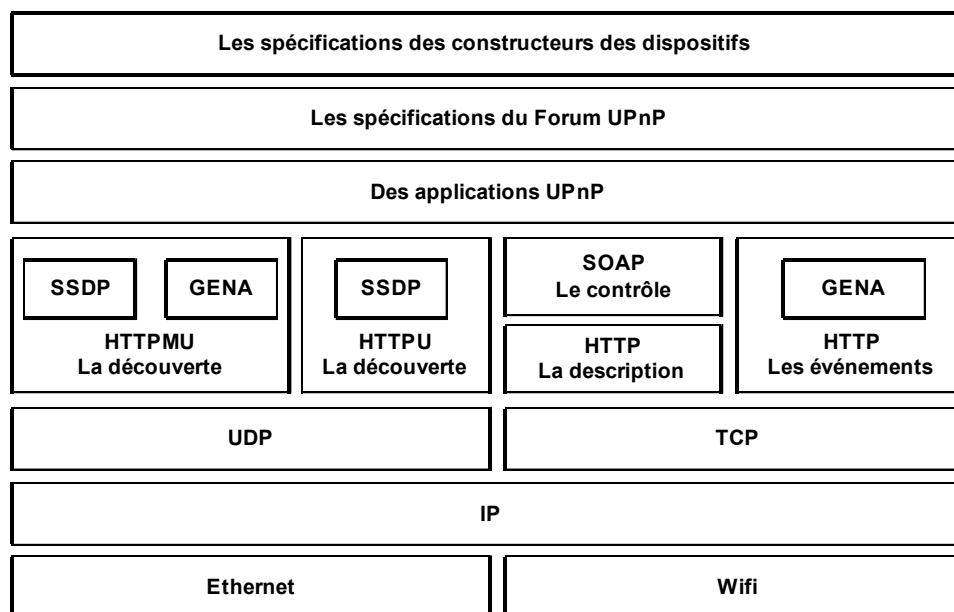 Les spécifications des constructeurs des dispositifs
Les spécifications du Forum UPnP
Des applications UPnP
SSDP
GENA
HTTPMU
La découverte
SSDP
HTTPU
La découverte
SOAP
Le contrôle
HTTP
La description
GENA
HTTP
Les événements
UDP
TCP
IP
Ethernet
Wifi